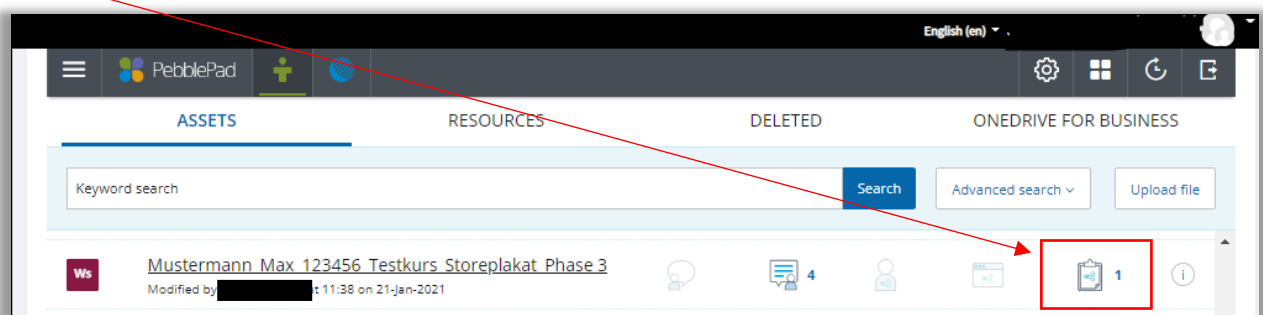 English (en)
PebblePad
ASSETS RESOURCES DELETED ONEDRIVE FOR BUSINESS
Keyword search Search Advanced search Upload file
Ws Mustermann_Max_123456_Testkurs_Storeplakat_Phase 3 4 1 i
Modified by t 11:38 on 21-Jan-2021